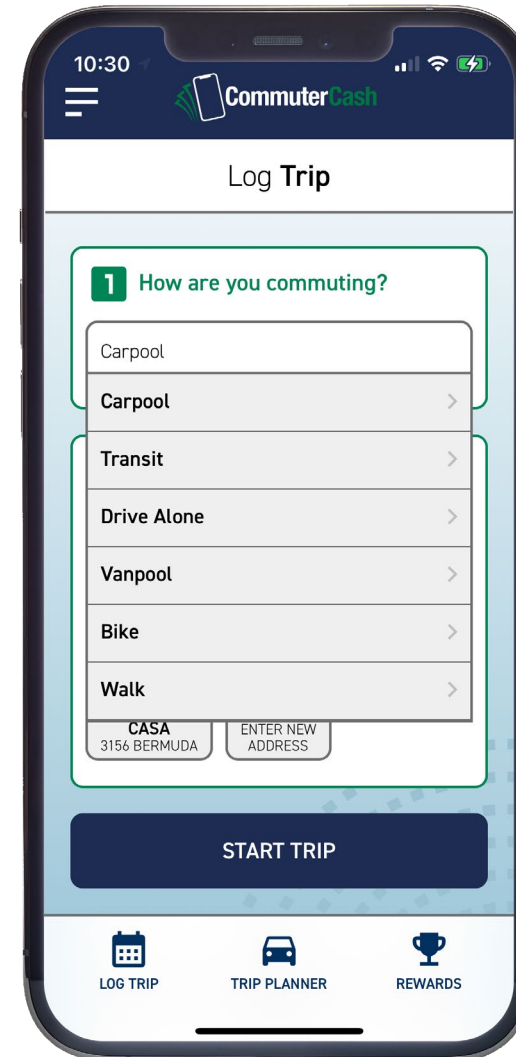 10:30
CommuterCash
Log Trip
1 How are you commuting?
Carpool
Carpool
Transit
Drive Alone
Vanpool
Bike
Walk
CASA
3156 BERMUDA
ENTER NEW
ADDRESS
START TRIP
LOG TRIP
TRIP PLANNER
REWARDS